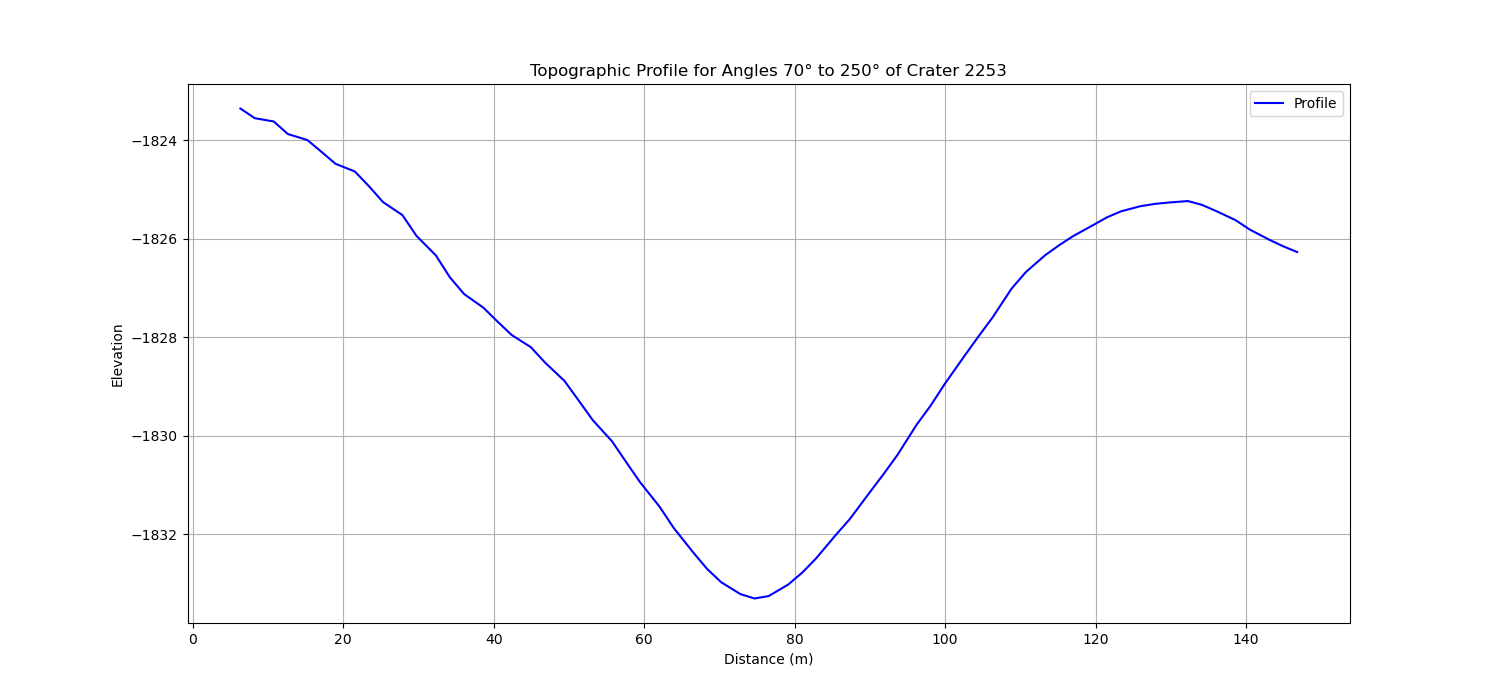 Topographic Profile for Angles 70° to 250° of Crater 2253
Profile
−1824
−1826
−1828
−1830
−1832
Elevation
0 20 40 60 80 100 120 140
Distance (m)